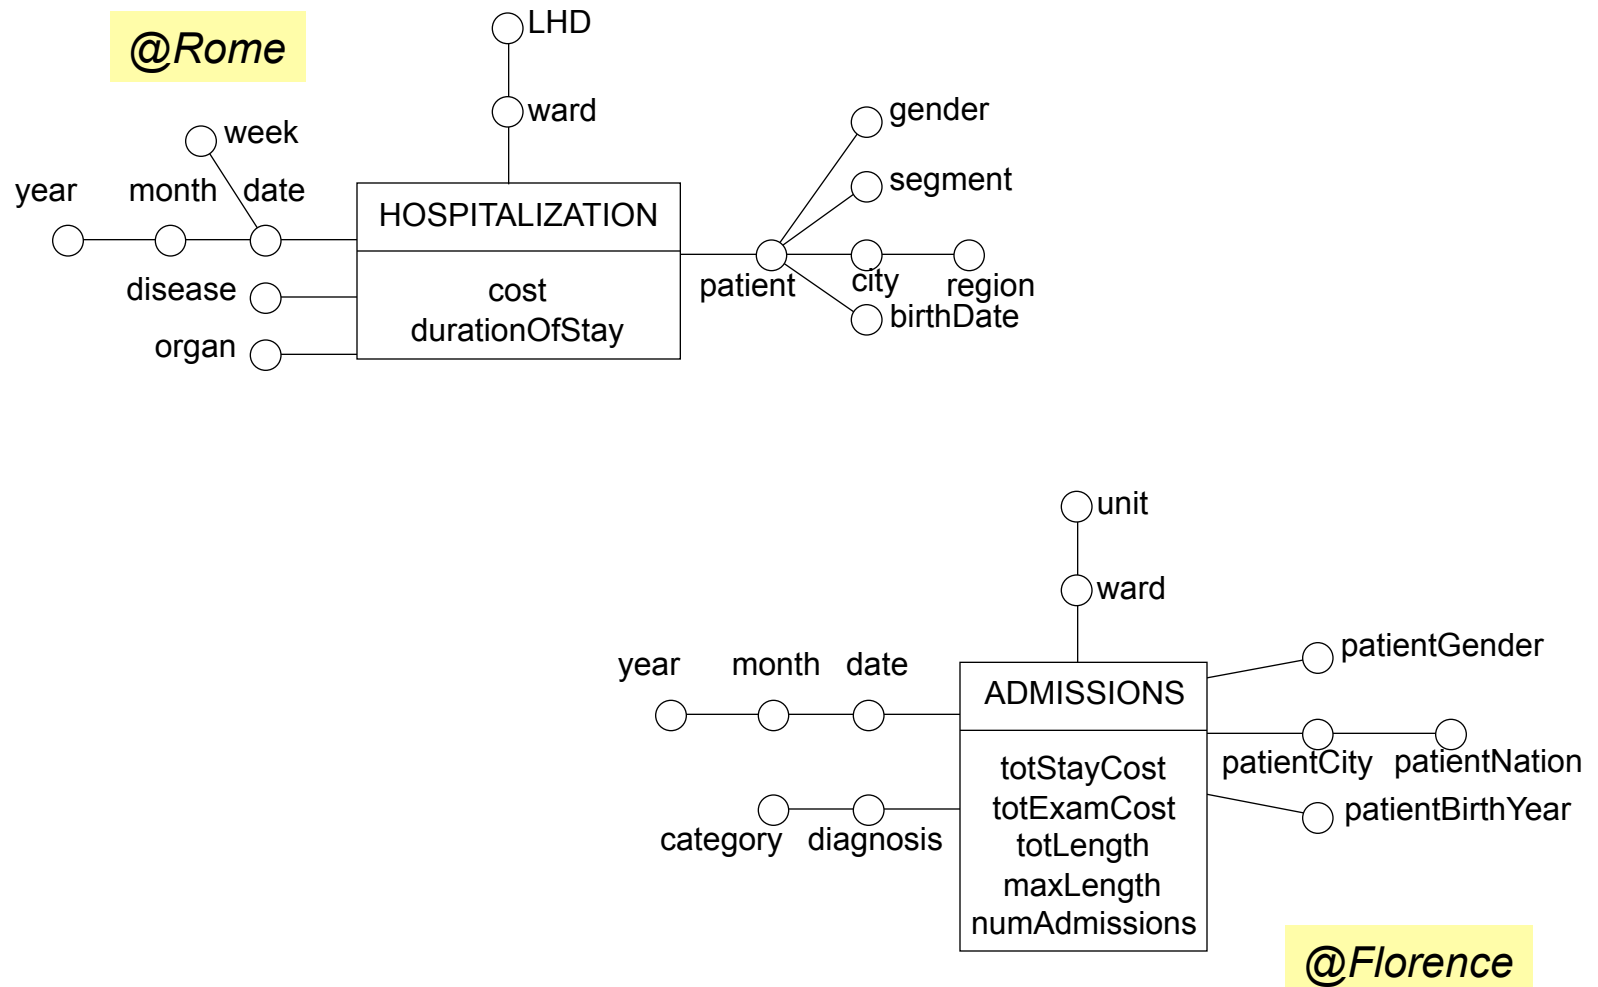 @Rome
LHD
ward
week
year
month
date
HOSPITALIZATION
cost
durationOfStay
disease
organ
gender
segment
patient
city
region
birthDate
unit
ward
year
month
date
ADMISSIONS
totStayCost
totExamCost
totLength
maxLength
numAdmissions
category
diagnosis
patientGender
patientCity
patientNation
patientBirthYear
@Florence